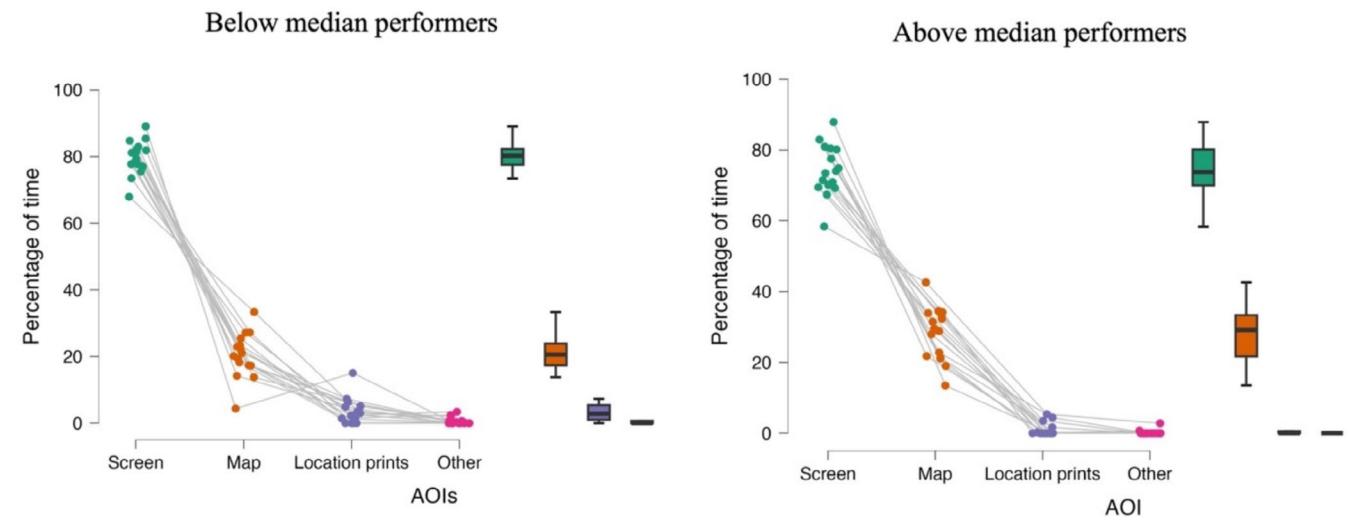 Below median performers
100
80
60
40
20
0
Percentage of time
Screen
Map
Location prints
Other
AOIs
Above median performers
100
80
60
40
20
0
Percentage of time
Screen
Map
Location prints
Other
AOI